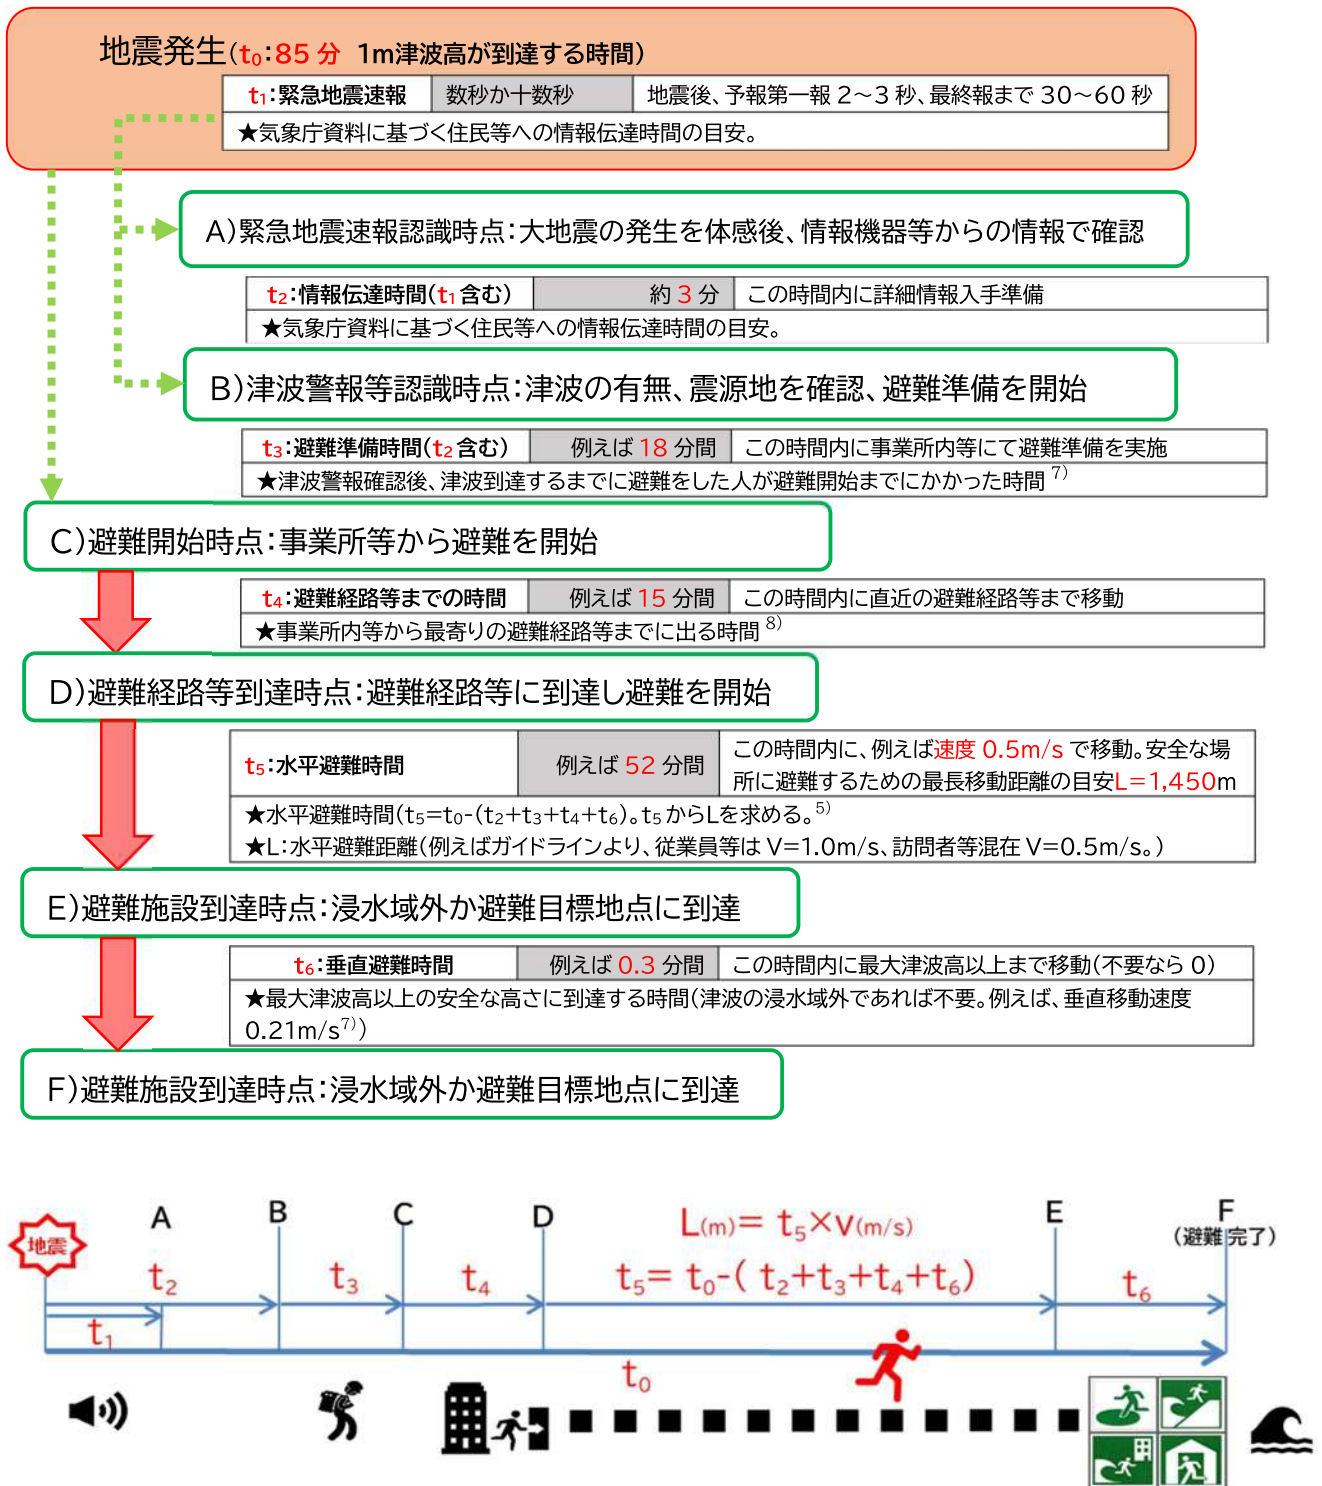 地震発生(t₀:85 分 1m津波高が到達する時間)
t₁:緊急地震速報 数秒か十数秒 地震後、予報第一報 2～3 秒、最終報まで 30～60 秒
★気象庁資料に基づく住民等への情報伝達時間の目安。
A)緊急地震速報認識時点:大地震の発生を体感後、情報機器等からの情報で確認
t₂:情報伝達時間(t₁含む) 約 3 分 この時間内に詳細情報入手準備
★気象庁資料に基づく住民等への情報伝達時間の目安。
B)津波警報等認識時点:津波の有無、震源地を確認、避難準備を開始
t₃:避難準備時間(t₂含む) 例えば 18 分間 この時間内に事業所内等にて避難準備を実施
★津波警報確認後、津波到達するまでに避難をした人が避難開始までにかかった時間 7)
C)避難開始時点:事業所等から避難を開始
t₄:避難経路等までの時間 例えば 15 分間 この時間内に直近の避難経路等まで移動
★事業所内等から最寄りの避難経路等までに出る時間 8)
D)避難経路等到達時点:避難経路等に到達し避難を開始
t₅:水平避難時間 例えば 52 分間 この時間内に、例えば速度 0.5m/s で移動。安全な場
所に避難するための最長移動距離の目安L=1,450m
★水平避難時間(t₅=t₀-(t₂+t₃+t₄+t₆)。t₅からLを求める。5)
★L:水平避難距離(例えばガイドラインより、従業員等は V=1.0m/s、訪問者等混在 V=0.5m/s。)
E)避難施設到達時点:浸水域外か避難目標地点に到達
t₆:垂直避難時間 例えば 0.3 分間 この時間内に最大津波高以上まで移動(不要なら 0)
★最大津波高以上の安全な高さに到達する時間(津波の浸水域外であれば不要。例えば、垂直移動速度
0.21m/s7))
F)避難施設到達時点:浸水域外か避難目標地点に到達
A B C D L(m)= t₅×v(m/s) E F
地震 (避難完了)
t₂ t₃ t₄ t₅= t₀-( t₂+t₃+t₄+t₆) t₆
t₁
t₀